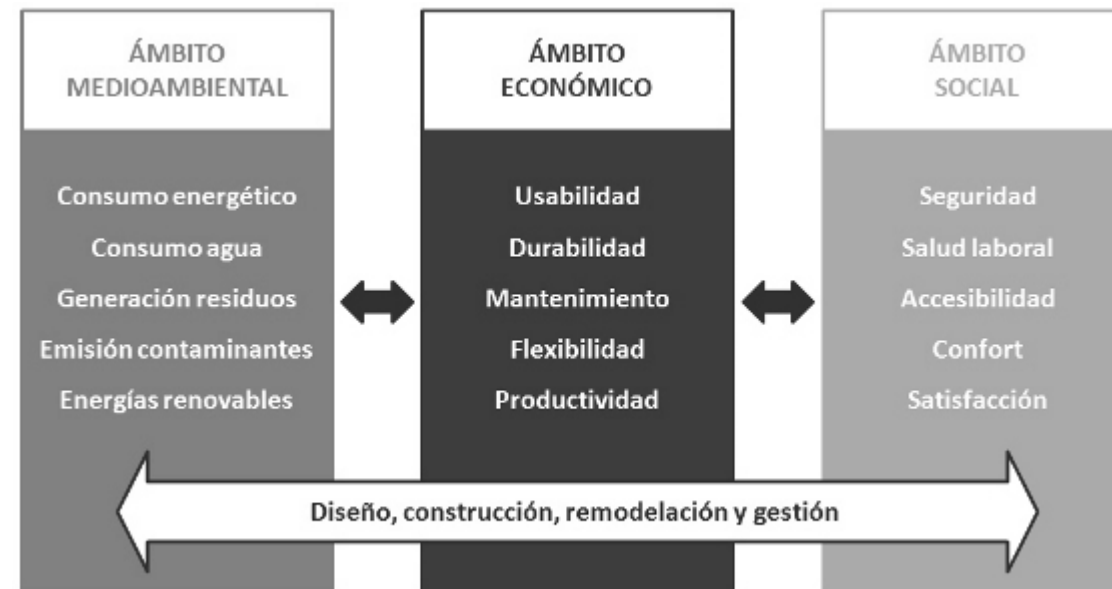 ÁMBITO
MEDIOAMBIENTAL
Consumo energético
Consumo agua
Generación residuos
Emisión contaminantes
Energías renovables
ÁMBITO
ECONÓMICO
Usabilidad
Durabilidad
Mantenimiento
Flexibilidad
Productividad
ÁMBITO
SOCIAL
Seguridad
Salud laboral
Accesibilidad
Confort
Satisfacción
Diseño, construcción, remodelación y gestión